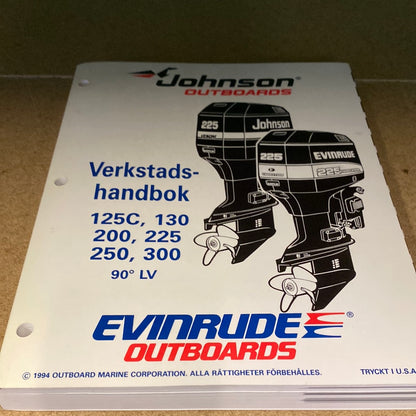 Johnson®
OUTBOARDS
225
Johnson
225
EVINRUDE
225
Verkstads-
handbok
125C, 130
200, 225
250, 300
90° LV
EVINRUDE®
OUTBOARDS
© 1994 OUTBOARD MARINE CORPORATION. ALLA RÄTTIGHETER FÖRBEHÅLLES.
TRYCKT I U.S.A